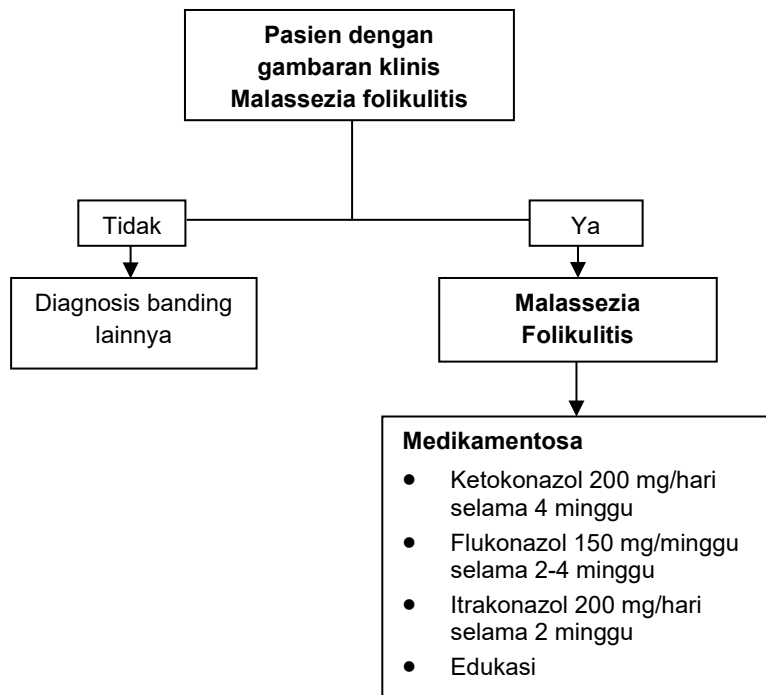 Pasien dengan
gambaran klinis
Malassezia folikulitis
Tidak
Ya
Diagnosis banding
lainnya
Malassezia
Folikulitis
Medikamentosa
● Ketokonazol 200 mg/hari
selama 4 minggu
● Flukonazol 150 mg/minggu
selama 2-4 minggu
● Itrakonazol 200 mg/hari
selama 2 minggu
● Edukasi